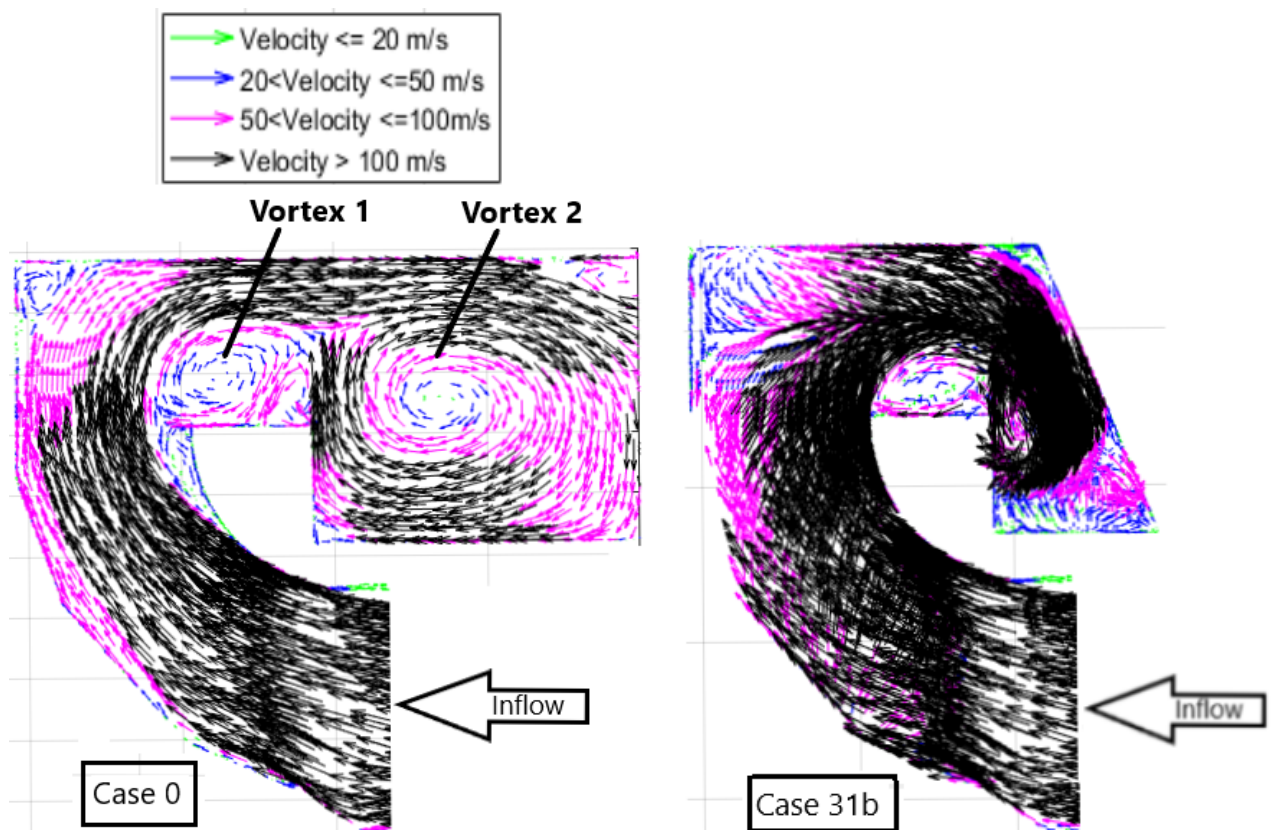 Velocity <= 20 m/s
20<Velocity <=50 m/s
50<Velocity <=100m/s
Velocity > 100 m/s
Vortex 1
Vortex 2
Inflow
Inflow
Case 0
Case 31b